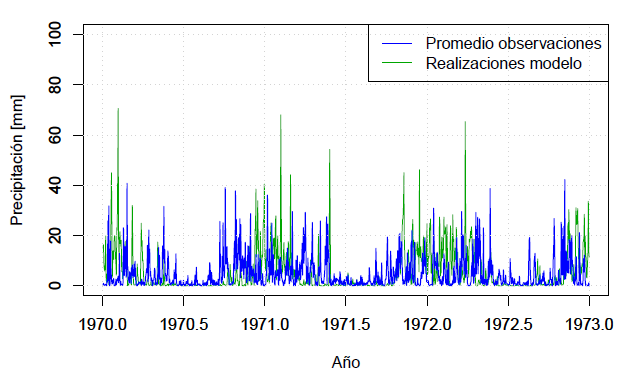 Promedio observaciones
Realizaciones modelo
Precipitación [mm]
100
80
60
40
20
0
1970.0 1970.5 1971.0 1971.5 1972.0 1972.5 1973.0
Año